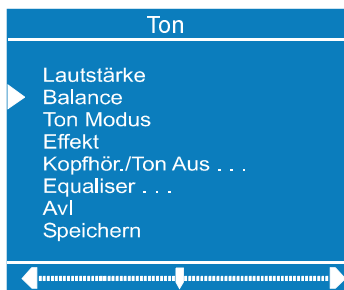 Ton
Lautstärke
Balance
Ton Modus
Effekt
Kopfhör./Ton Aus . . .
Equaliser . . .
Avl
Speichern